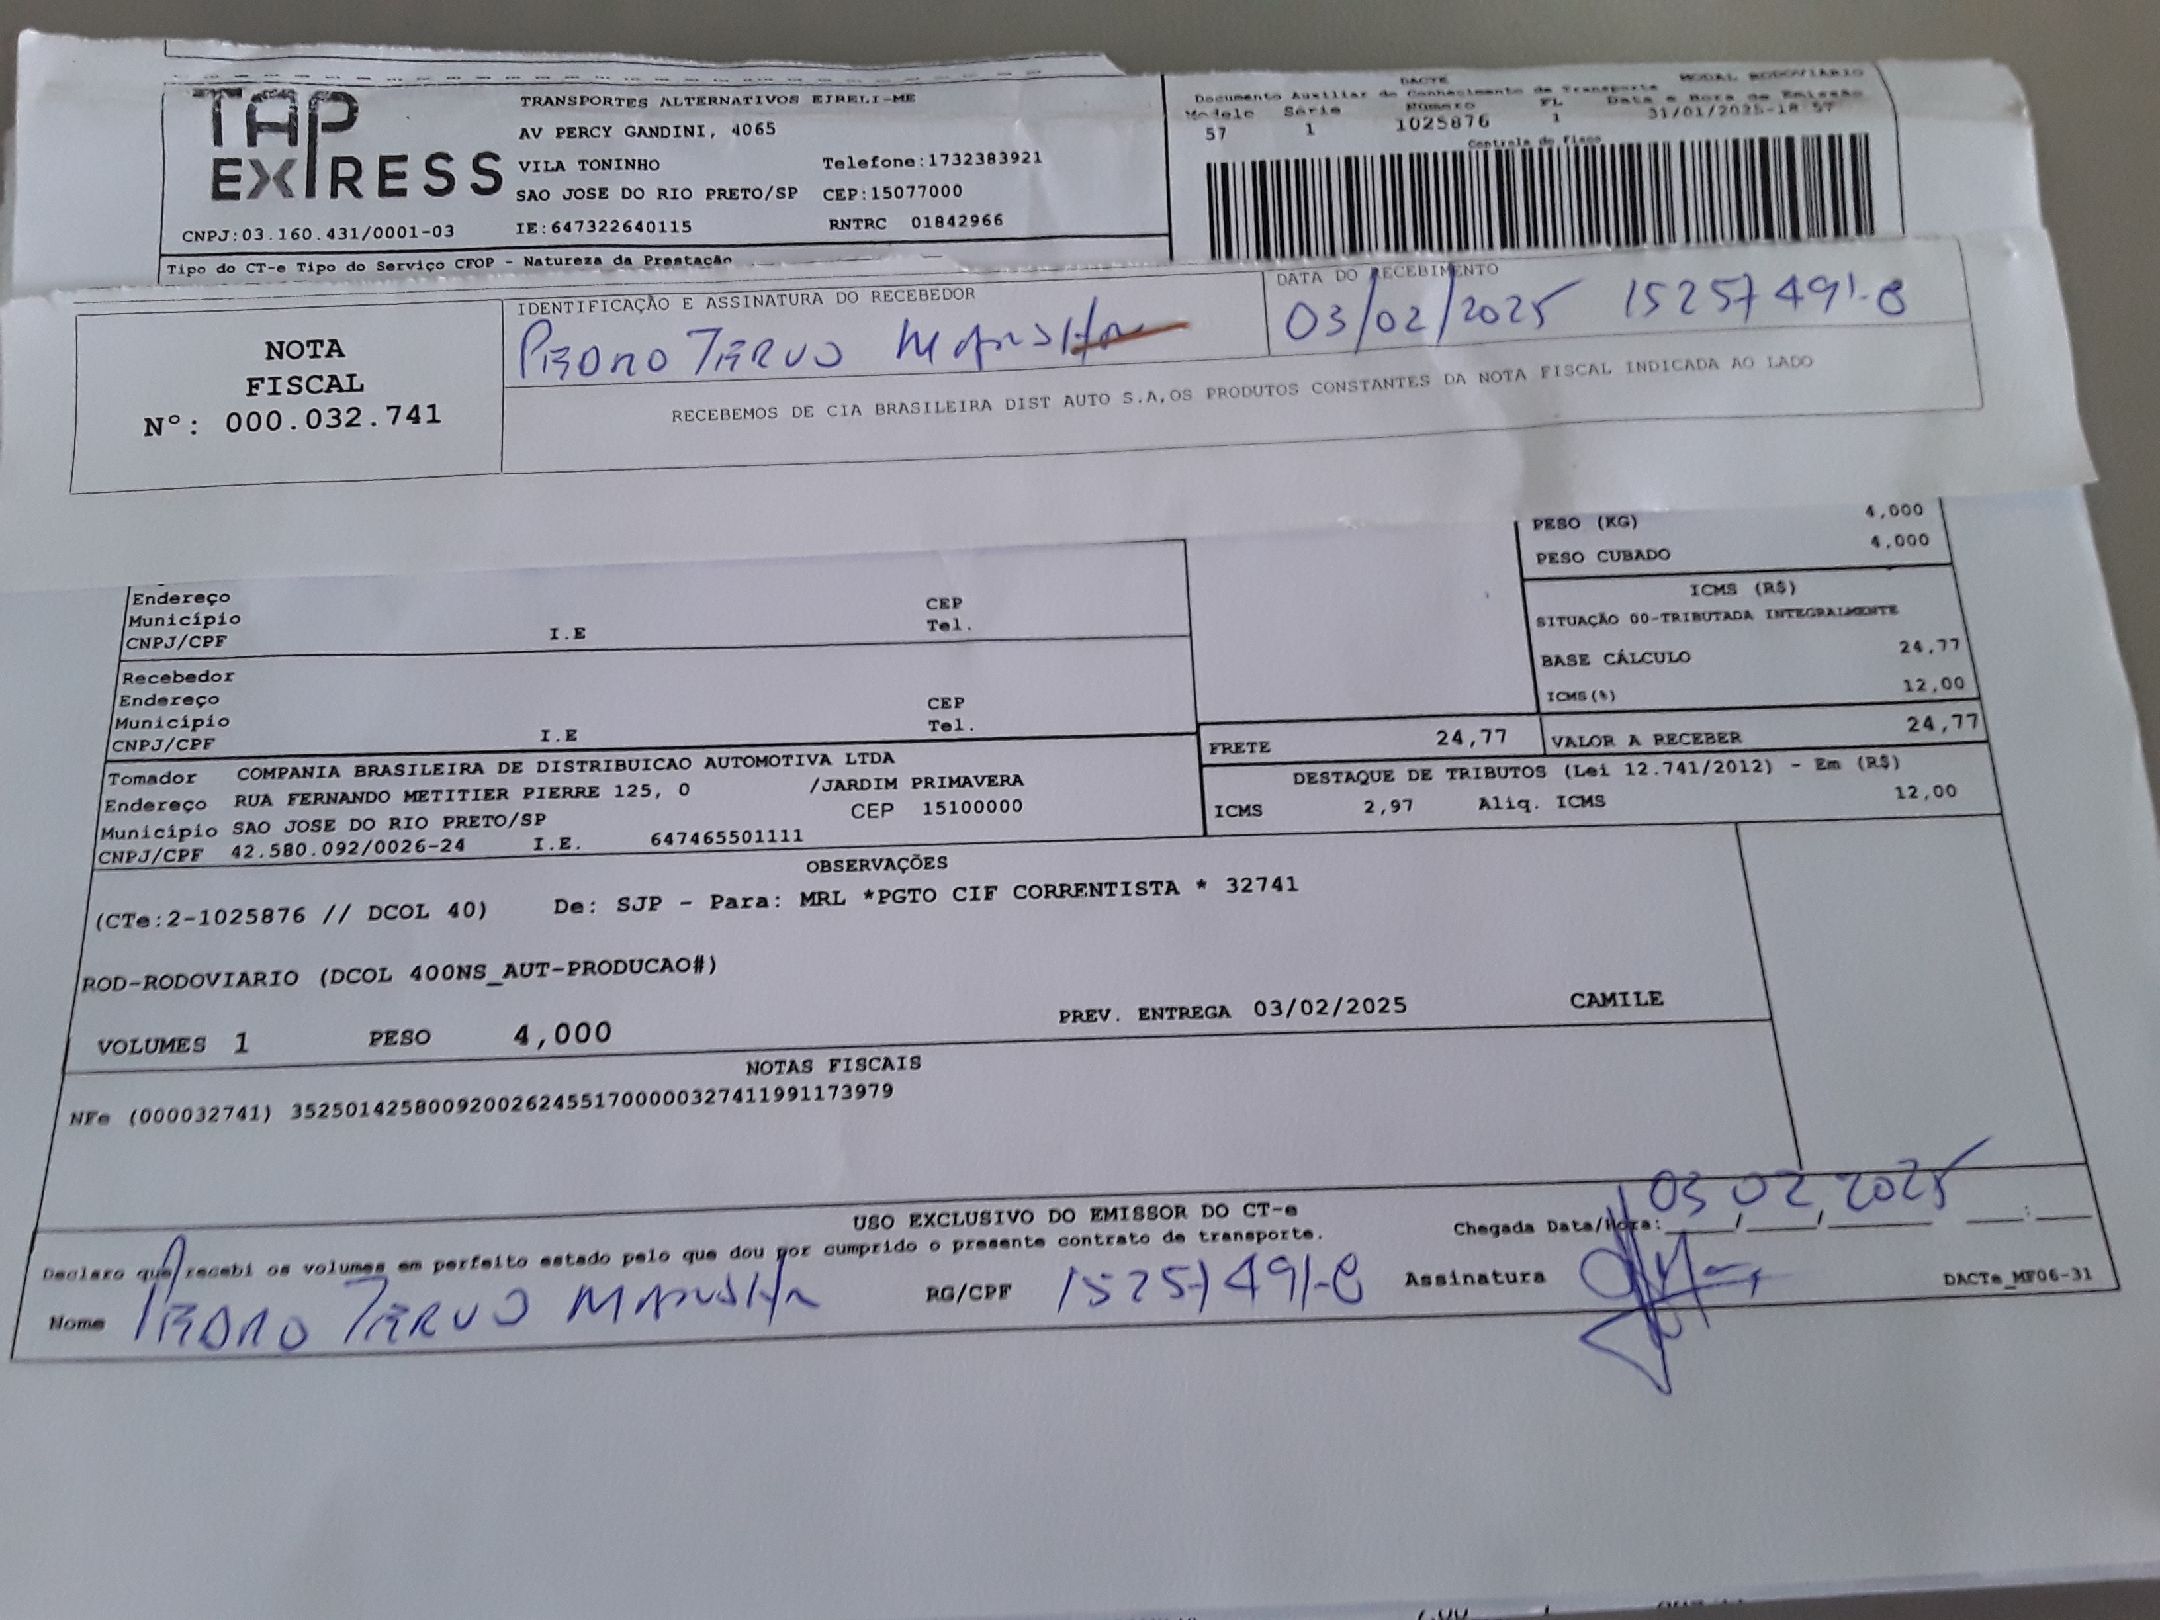 TAP
EXPRESS
TRANSPORTES ALTERNATIVOS EIRELI-ME
AV PERCY GANDINI, 4065
VILA TONINHO Telefone:1732383921
SAO JOSE DO RIO PRETO/SP CEP:15077000
CNPJ:03.160.431/0001-03 IE:647322640115 RNTRC 01842966
Tipo do CT-e Tipo do Serviço CFOP - Natureza da Prestação
DACTE MODAL RODOVIARIO
Documento Auxiliar do Conhecimento de Transporte
Modelo Série Número FL Data e Hora de Emissão
57 1 1025876 1 31/01/2025-18:57
Controle do Fisco
NOTA
FISCAL
Nº: 000.032.741
IDENTIFICAÇÃO E ASSINATURA DO RECEBEDOR
PEDRO
DATA DO RECEBIMENTO
03/02/2025 15257491-8
RECEBEMOS DE CIA BRASILEIRA DIST AUTO S.A,OS PRODUTOS CONSTANTES DA NOTA FISCAL INDICADA AO LADO
PESO (KG) 4,000
PESO CUBADO 4,000
ICMS (R$)
SITUAÇÃO 00-TRIBUTADA INTEGRALMENTE
BASE CÁLCULO 24,77
ICMS(%) 12,00
Endereço CEP
Município Tel.
CNPJ/CPF I.E
Recebedor
Endereço CEP
Município Tel.
CNPJ/CPF I.E
FRETE 24,77 VALOR A RECEBER 24,77
DESTAQUE DE TRIBUTOS (Lei 12.741/2012) - Em (R$)
ICMS 2,97 Aliq. ICMS 12,00
Tomador COMPANIA BRASILEIRA DE DISTRIBUICAO AUTOMOTIVA LTDA
Endereço RUA FERNANDO METITIER PIERRE 125, 0 /JARDIM PRIMAVERA
Município SAO JOSE DO RIO PRETO/SP CEP 15100000
CNPJ/CPF 42.580.092/0026-24 I.E. 647465501111
OBSERVAÇÕES
(CTe:2-1025876 // DCOL 40) De: SJP - Para: MRL *PGTO CIF CORRENTISTA * 32741
ROD-RODOVIARIO (DCOL 400NS_AUT-PRODUCAO#)
VOLUMES 1 PESO 4,000 PREV. ENTREGA 03/02/2025 CAMILE
NOTAS FISCAIS
NFe (000032741) 35250142580092002624551700000327411991173979
USO EXCLUSIVO DO EMISSOR DO CT-e
Declaro que recebi os volumes em perfeito estado pelo que dou por cumprido o presente contrato de transporte.
Chegada Data/Hora: 03/02/2025 :
Nome PEDRO RG/CPF 15257491-8 Assinatura
DACTe_MF06-31